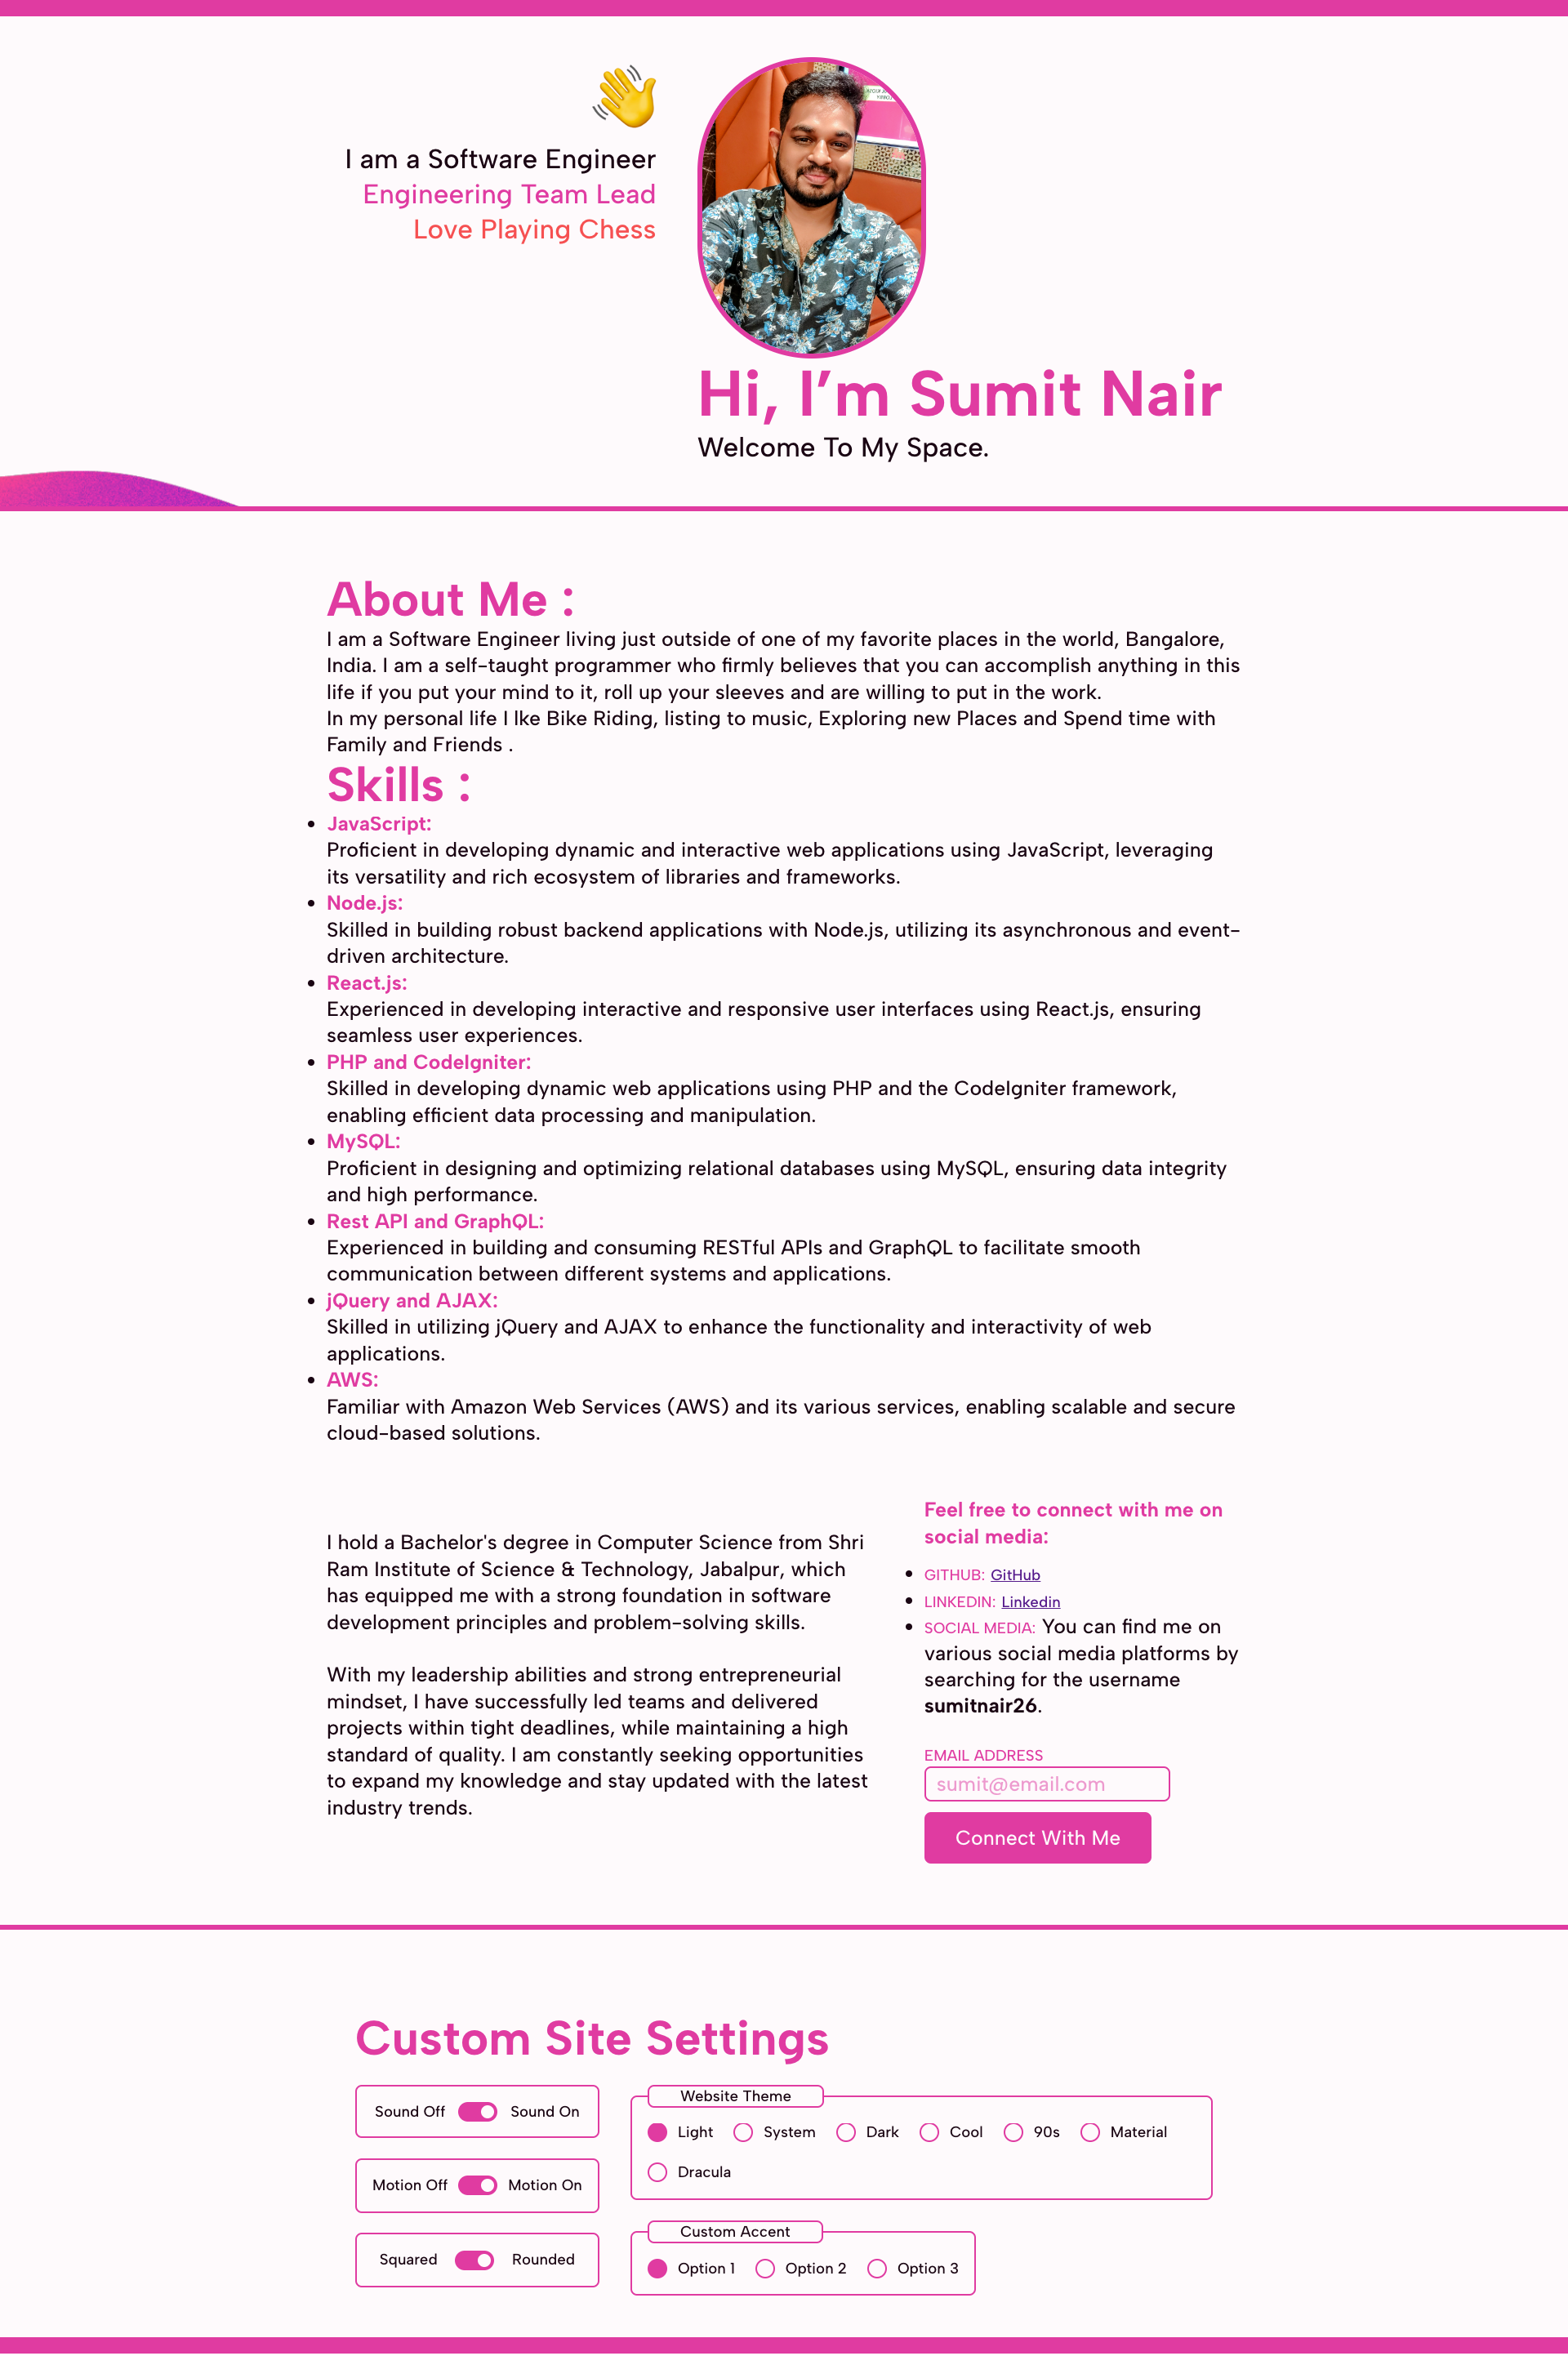 I am a Software Engineer
Engineering Team Lead
Love Playing Chess
Hi, I’m Sumit Nair
Welcome To My Space.
About Me :
I am a Software Engineer living just outside of one of my favorite places in the world, Bangalore,
India. I am a self-taught programmer who firmly believes that you can accomplish anything in this
life if you put your mind to it, roll up your sleeves and are willing to put in the work.
In my personal life I lke Bike Riding, listing to music, Exploring new Places and Spend time with
Family and Friends .
Skills :
• JavaScript:
Proficient in developing dynamic and interactive web applications using JavaScript, leveraging
its versatility and rich ecosystem of libraries and frameworks.
• Node.js:
Skilled in building robust backend applications with Node.js, utilizing its asynchronous and event-
driven architecture.
• React.js:
Experienced in developing interactive and responsive user interfaces using React.js, ensuring
seamless user experiences.
• PHP and CodeIgniter:
Skilled in developing dynamic web applications using PHP and the CodeIgniter framework,
enabling efficient data processing and manipulation.
• MySQL:
Proficient in designing and optimizing relational databases using MySQL, ensuring data integrity
and high performance.
• Rest API and GraphQL:
Experienced in building and consuming RESTful APIs and GraphQL to facilitate smooth
communication between different systems and applications.
• jQuery and AJAX:
Skilled in utilizing jQuery and AJAX to enhance the functionality and interactivity of web
applications.
• AWS:
Familiar with Amazon Web Services (AWS) and its various services, enabling scalable and secure
cloud-based solutions.
I hold a Bachelor's degree in Computer Science from Shri
Ram Institute of Science & Technology, Jabalpur, which
has equipped me with a strong foundation in software
development principles and problem-solving skills.
With my leadership abilities and strong entrepreneurial
mindset, I have successfully led teams and delivered
projects within tight deadlines, while maintaining a high
standard of quality. I am constantly seeking opportunities
to expand my knowledge and stay updated with the latest
industry trends.
Feel free to connect with me on
social media:
• GITHUB: GitHub
• LINKEDIN: Linkedin
• SOCIAL MEDIA: You can find me on
various social media platforms by
searching for the username
sumitnair26.
EMAIL ADDRESS
sumit@email.com
Connect With Me
Custom Site Settings
Sound Off Sound On
Motion Off Motion On
Squared Rounded
Website Theme
Light System Dark Cool 90s Material
Dracula
Custom Accent
Option 1 Option 2 Option 3